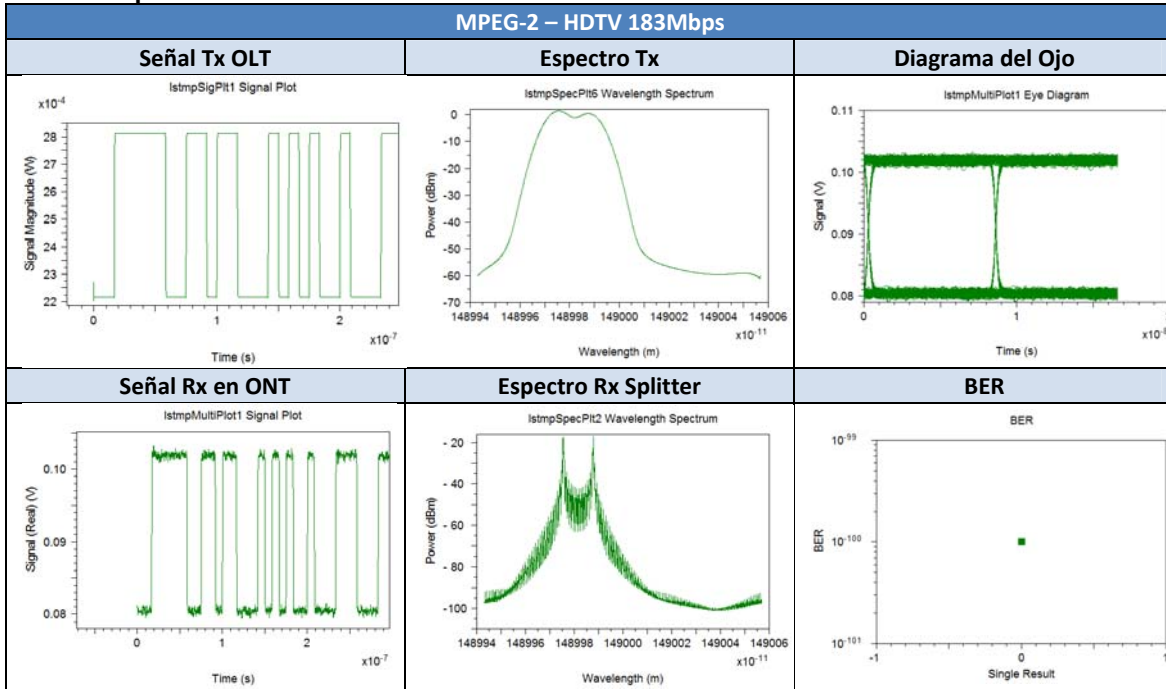 MPEG-2 – HDTV 183Mbps
Señal Tx OLT
Espectro Tx
Diagrama del Ojo
lstmpSigPlt1 Signal Plot
x10-4
28
27
26
25
24
23
22
Signal Magnitude (W)
0
1
2
x10-7
Time (s)
lstmpSpecPlt6 Wavelength Spectrum
0
-10
-20
-30
-40
-50
-60
-70
Power (dBm)
148994 148996 148998 149000 149002 149004 149006
x10-11
Wavelength (m)
lstmpMultiPlot1 Eye Diagram
0.11
0.10
0.09
0.08
Signal (V)
0
1
Time (s)
Señal Rx en ONT
Espectro Rx Splitter
BER
lstmpMultiPlot1 Signal Plot
0.10
0.09
0.08
Signal (Real) (V)
0
1
2
x10-7
Time (s)
lstmpSpecPlt2 Wavelength Spectrum
- 20
- 40
- 60
- 80
-100
Power (dBm)
148994 148996 148998 149000 149002 149004 149006
x10-11
Wavelength (m)
BER
10-99
10-100
10-101
BER
-1
0
Single Result